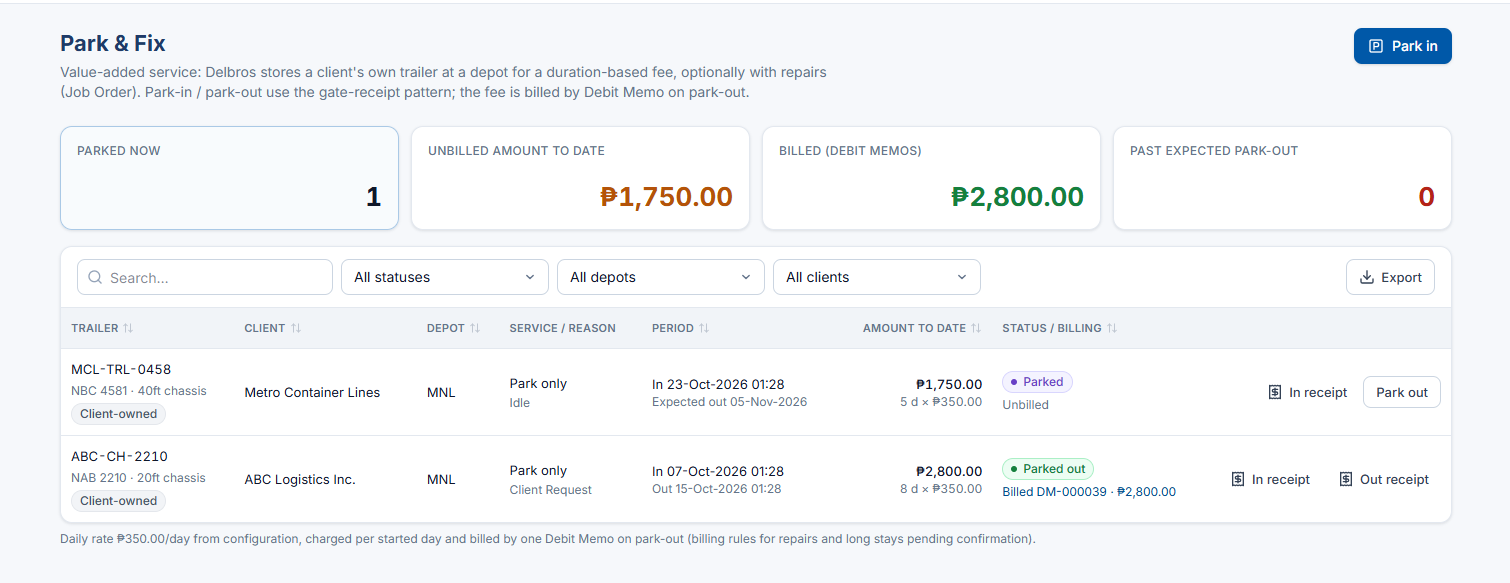 Park & Fix
Park in
Value-added service: Delbros stores a client's own trailer at a depot for a duration-based fee, optionally with repairs
(Job Order). Park-in / park-out use the gate-receipt pattern; the fee is billed by Debit Memo on park-out.
PARKED NOW
1
UNBILLED AMOUNT TO DATE
₱1,750.00
BILLED (DEBIT MEMOS)
₱2,800.00
PAST EXPECTED PARK-OUT
0
Search...
All statuses
All depots
All clients
Export
TRAILER CLIENT DEPOT SERVICE / REASON PERIOD AMOUNT TO DATE STATUS / BILLING
MCL-TRL-0458
NBC 4581 · 40ft chassis
Client-owned
Metro Container Lines
MNL
Park only
Idle
In 23-Oct-2026 01:28
Expected out 05-Nov-2026
₱1,750.00
5 d × ₱350.00
Parked
Unbilled
In receipt
Park out
ABC-CH-2210
NAB 2210 · 20ft chassis
Client-owned
ABC Logistics Inc.
MNL
Park only
Client Request
In 07-Oct-2026 01:28
Out 15-Oct-2026 01:28
₱2,800.00
8 d × ₱350.00
Parked out
Billed DM-000039 · ₱2,800.00
In receipt
Out receipt
Daily rate ₱350.00/day from configuration, charged per started day and billed by one Debit Memo on park-out (billing rules for repairs and long stays pending confirmation).